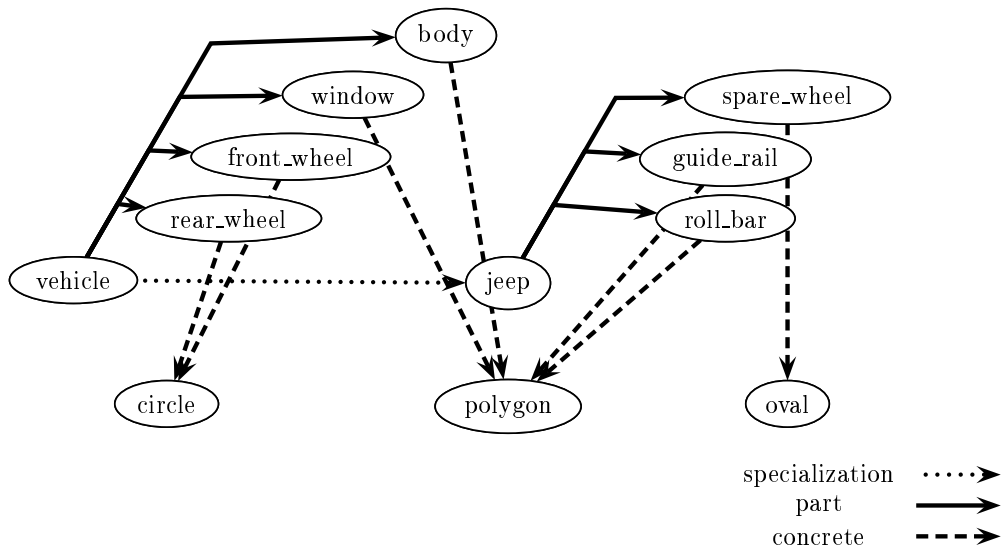 body
window
spare_wheel
front_wheel
guide_rail
rear_wheel
roll_bar
vehicle
jeep
circle
polygon
oval
specialization
part
concrete